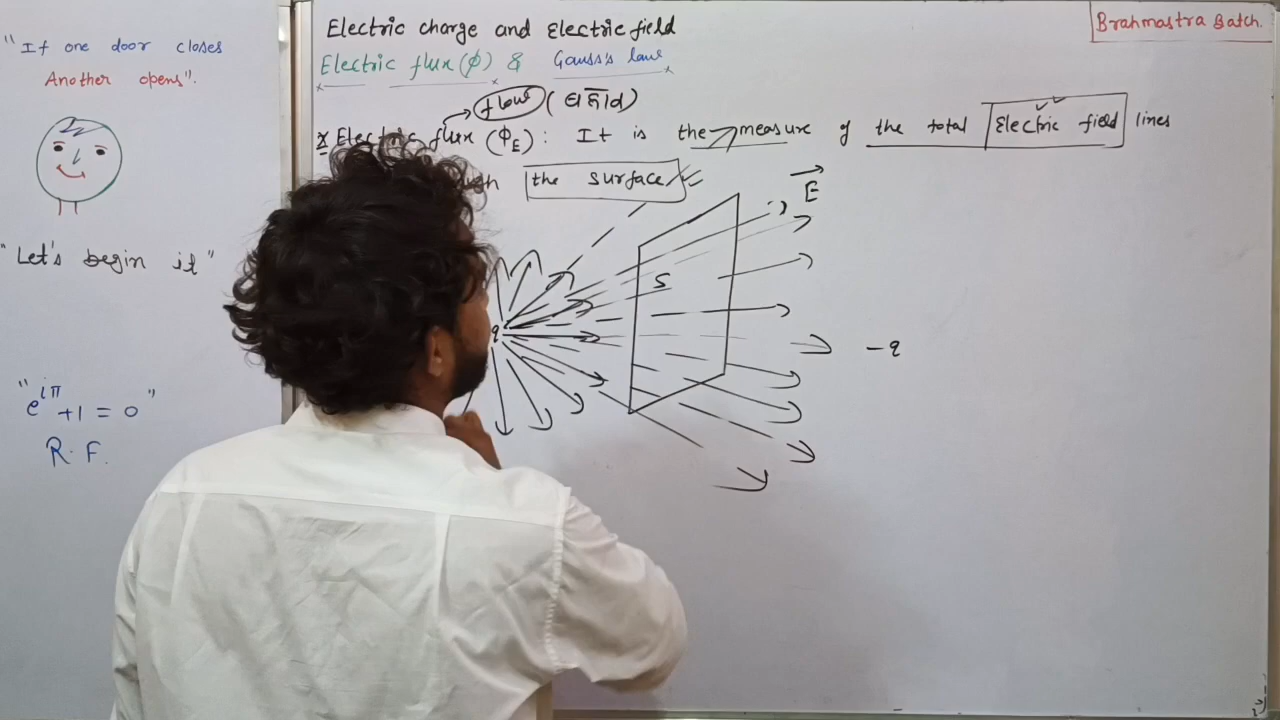 "If one door closes
Another opens".
"Let's begin it"
"e^iπ +1 = 0"
R.F.
Electric charge and Electric field
Brahmastra Batch.
Electric flux (φ) & Gauss's law
flow (धारा)
Electric flux (Φ_E): It is the measure of the total Electric field lines
the surface
E
S
q
-q